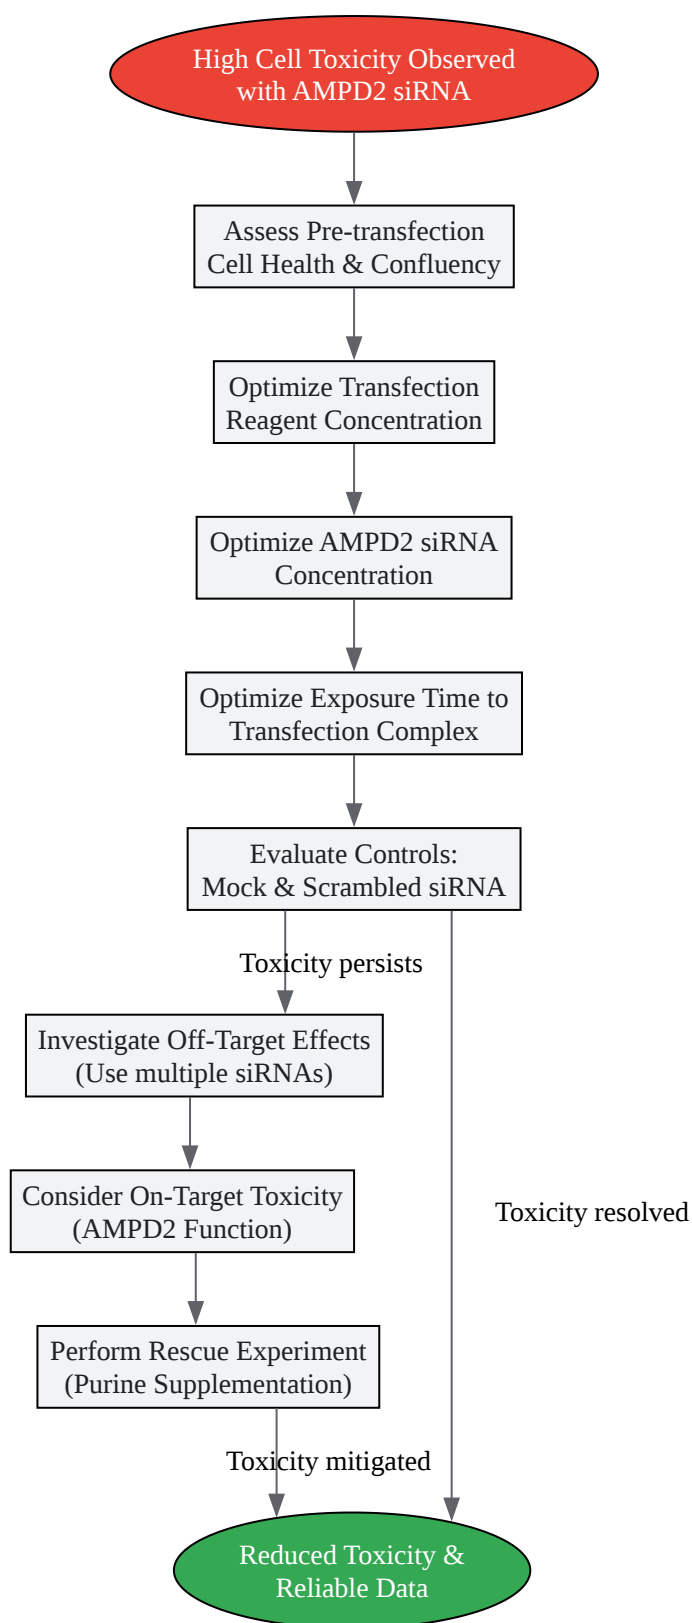 High Cell Toxicity Observed
with AMPD2 siRNA
Assess Pre-transfection
Cell Health & Confluency
Optimize Transfection
Reagent Concentration
Optimize AMPD2 siRNA
Concentration
Optimize Exposure Time to
Transfection Complex
Evaluate Controls:
Mock & Scrambled siRNA
Toxicity persists
Investigate Off-Target Effects
(Use multiple siRNAs)
Consider On-Target Toxicity
(AMPD2 Function)
Toxicity resolved
Perform Rescue Experiment
(Purine Supplementation)
Toxicity mitigated
Reduced Toxicity &
Reliable Data